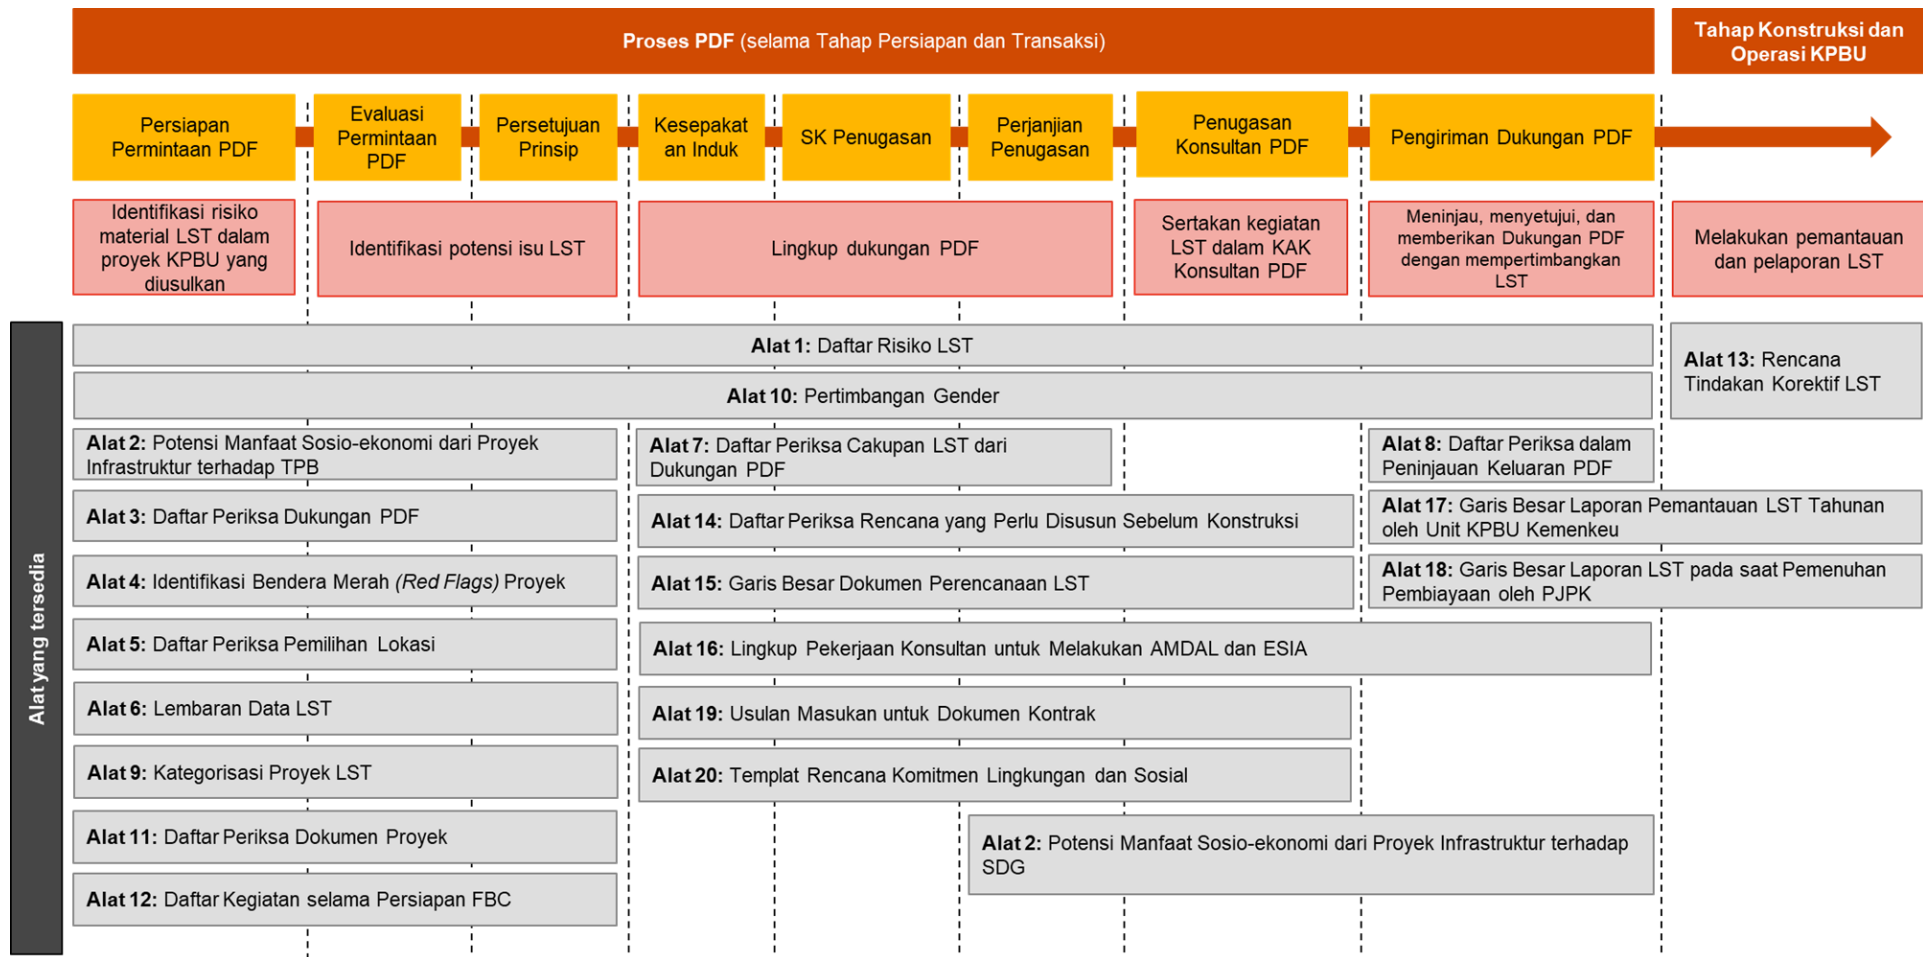 Proses PDF (selama Tahap Persiapan dan Transaksi)
Tahap Konstruksi dan
Operasi KPBU
Persiapan
Permintaan PDF
Evaluasi
Permintaan
PDF
Persetujuan
Prinsip
Kesepakat
an Induk
SK Penugasan
Perjanjian
Penugasan
Penugasan
Konsultan PDF
Pengiriman Dukungan PDF
Identifikasi risiko
material LST dalam
proyek KPBU yang
diusulkan
Identifikasi potensi isu LST
Lingkup dukungan PDF
Sertakan kegiatan
LST dalam KAK
Konsultan PDF
Meninjau, menyetujui, dan
memberikan Dukungan PDF
dengan mempertimbangkan
LST
Melakukan pemantauan
dan pelaporan LST
Alat yang tersedia
Alat 1: Daftar Risiko LST
Alat 13: Rencana
Tindakan Korektif LST
Alat 10: Pertimbangan Gender
Alat 2: Potensi Manfaat Sosio-ekonomi dari Proyek
Infrastruktur terhadap TPB
Alat 3: Daftar Periksa Dukungan PDF
Alat 4: Identifikasi Bendera Merah (Red Flags) Proyek
Alat 5: Daftar Periksa Pemilihan Lokasi
Alat 6: Lembaran Data LST
Alat 9: Kategorisasi Proyek LST
Alat 11: Daftar Periksa Dokumen Proyek
Alat 12: Daftar Kegiatan selama Persiapan FBC
Alat 7: Daftar Periksa Cakupan LST dari
Dukungan PDF
Alat 14: Daftar Periksa Rencana yang Perlu Disusun Sebelum Konstruksi
Alat 15: Garis Besar Dokumen Perencanaan LST
Alat 16: Lingkup Pekerjaan Konsultan untuk Melakukan AMDAL dan ESIA
Alat 19: Usulan Masukan untuk Dokumen Kontrak
Alat 20: Templat Rencana Komitmen Lingkungan dan Sosial
Alat 2: Potensi Manfaat Sosio-ekonomi dari Proyek Infrastruktur terhadap
SDG
Alat 8: Daftar Periksa dalam
Peninjauan Keluaran PDF
Alat 17: Garis Besar Laporan Pemantauan LST Tahunan
oleh Unit KPBU Kemenkeu
Alat 18: Garis Besar Laporan LST pada saat Pemenuhan
Pembiayaan oleh PJPK